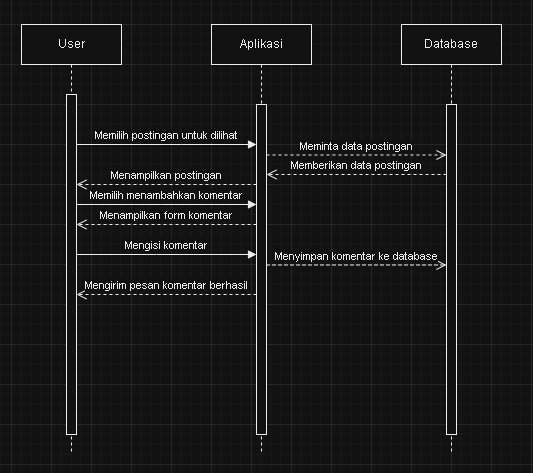 User
Aplikasi
Database
Memilih postingan untuk dilihat
Meminta data postingan
Memberikan data postingan
Menampilkan postingan
Memilih menambahkan komentar
Menampilkan form komentar
Mengisi komentar
Menyimpan komentar ke database
Mengirim pesan komentar berhasil